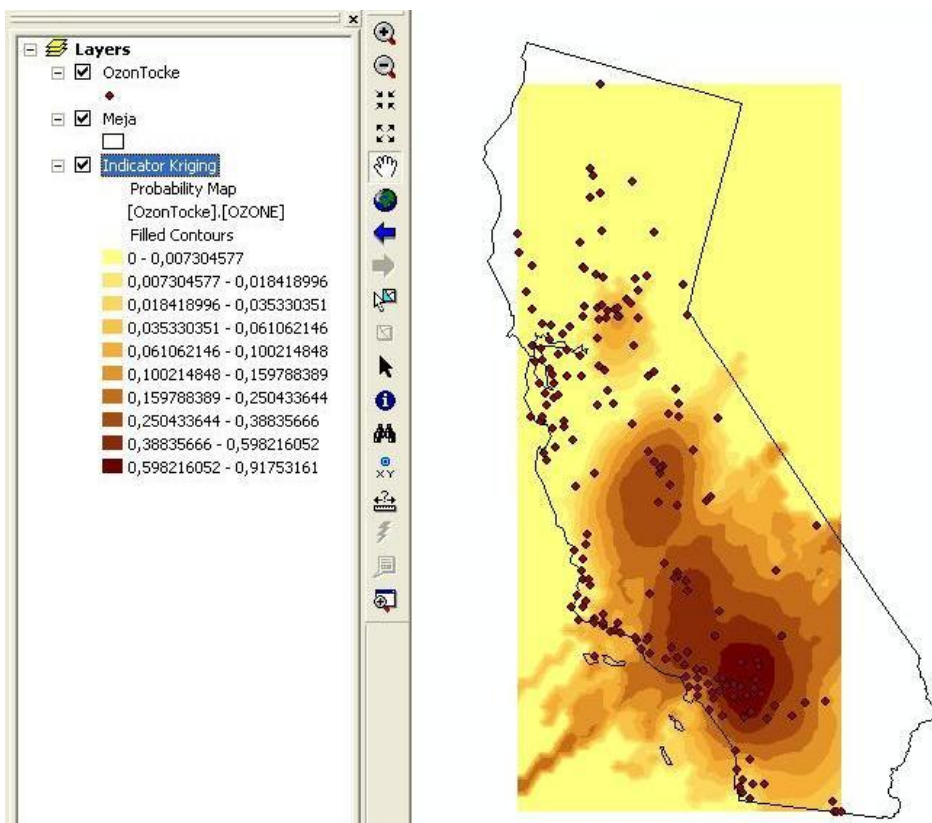 Layers
OzonTocke
Meja
Indicator Kriging
Probability Map
[OzonTocke].[OZONE]
Filled Contours
0 - 0,007304577
0,007304577 - 0,018418996
0,018418996 - 0,035330351
0,035330351 - 0,061062146
0,061062146 - 0,100214848
0,100214848 - 0,159788389
0,159788389 - 0,250433644
0,250433644 - 0,38835666
0,38835666 - 0,598216052
0,598216052 - 0,91753161
XY